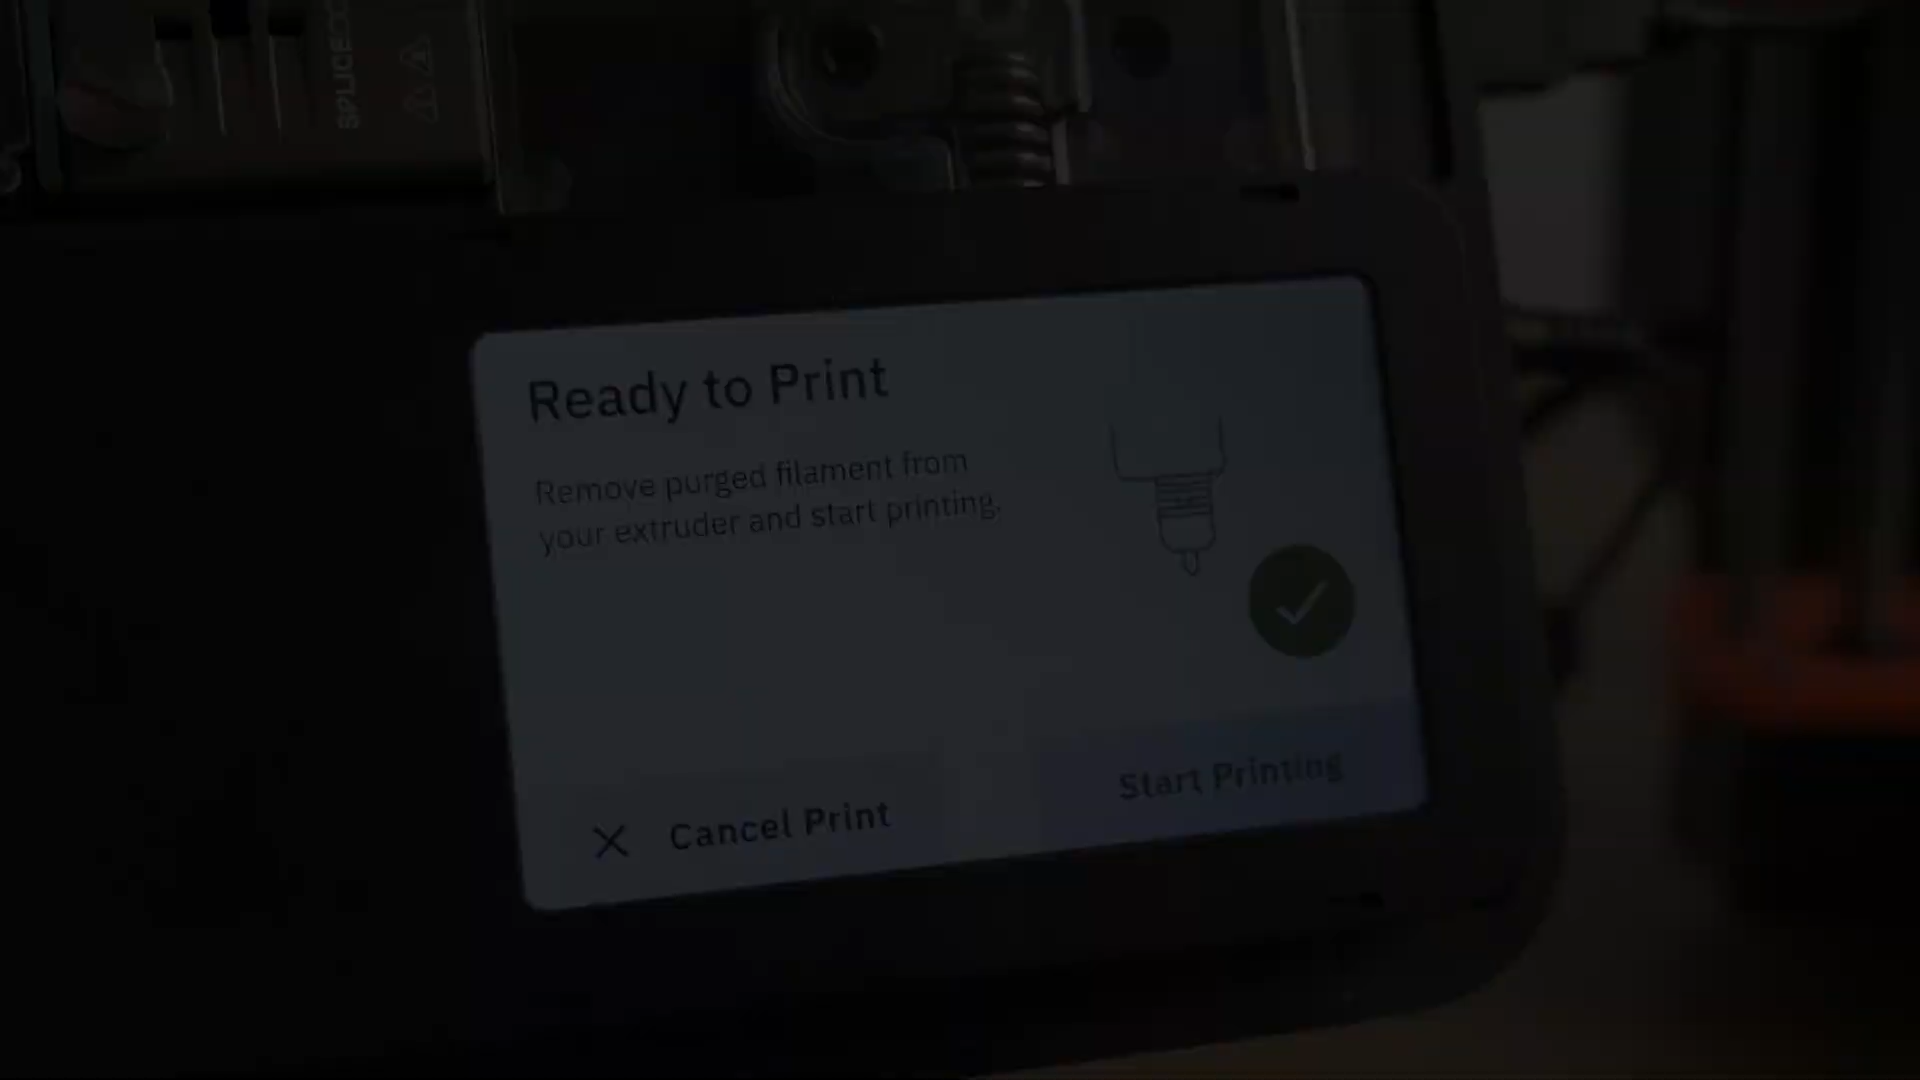 Ready to Print
Remove purged filament from
your extruder and start printing.
Cancel Print
Start Printing